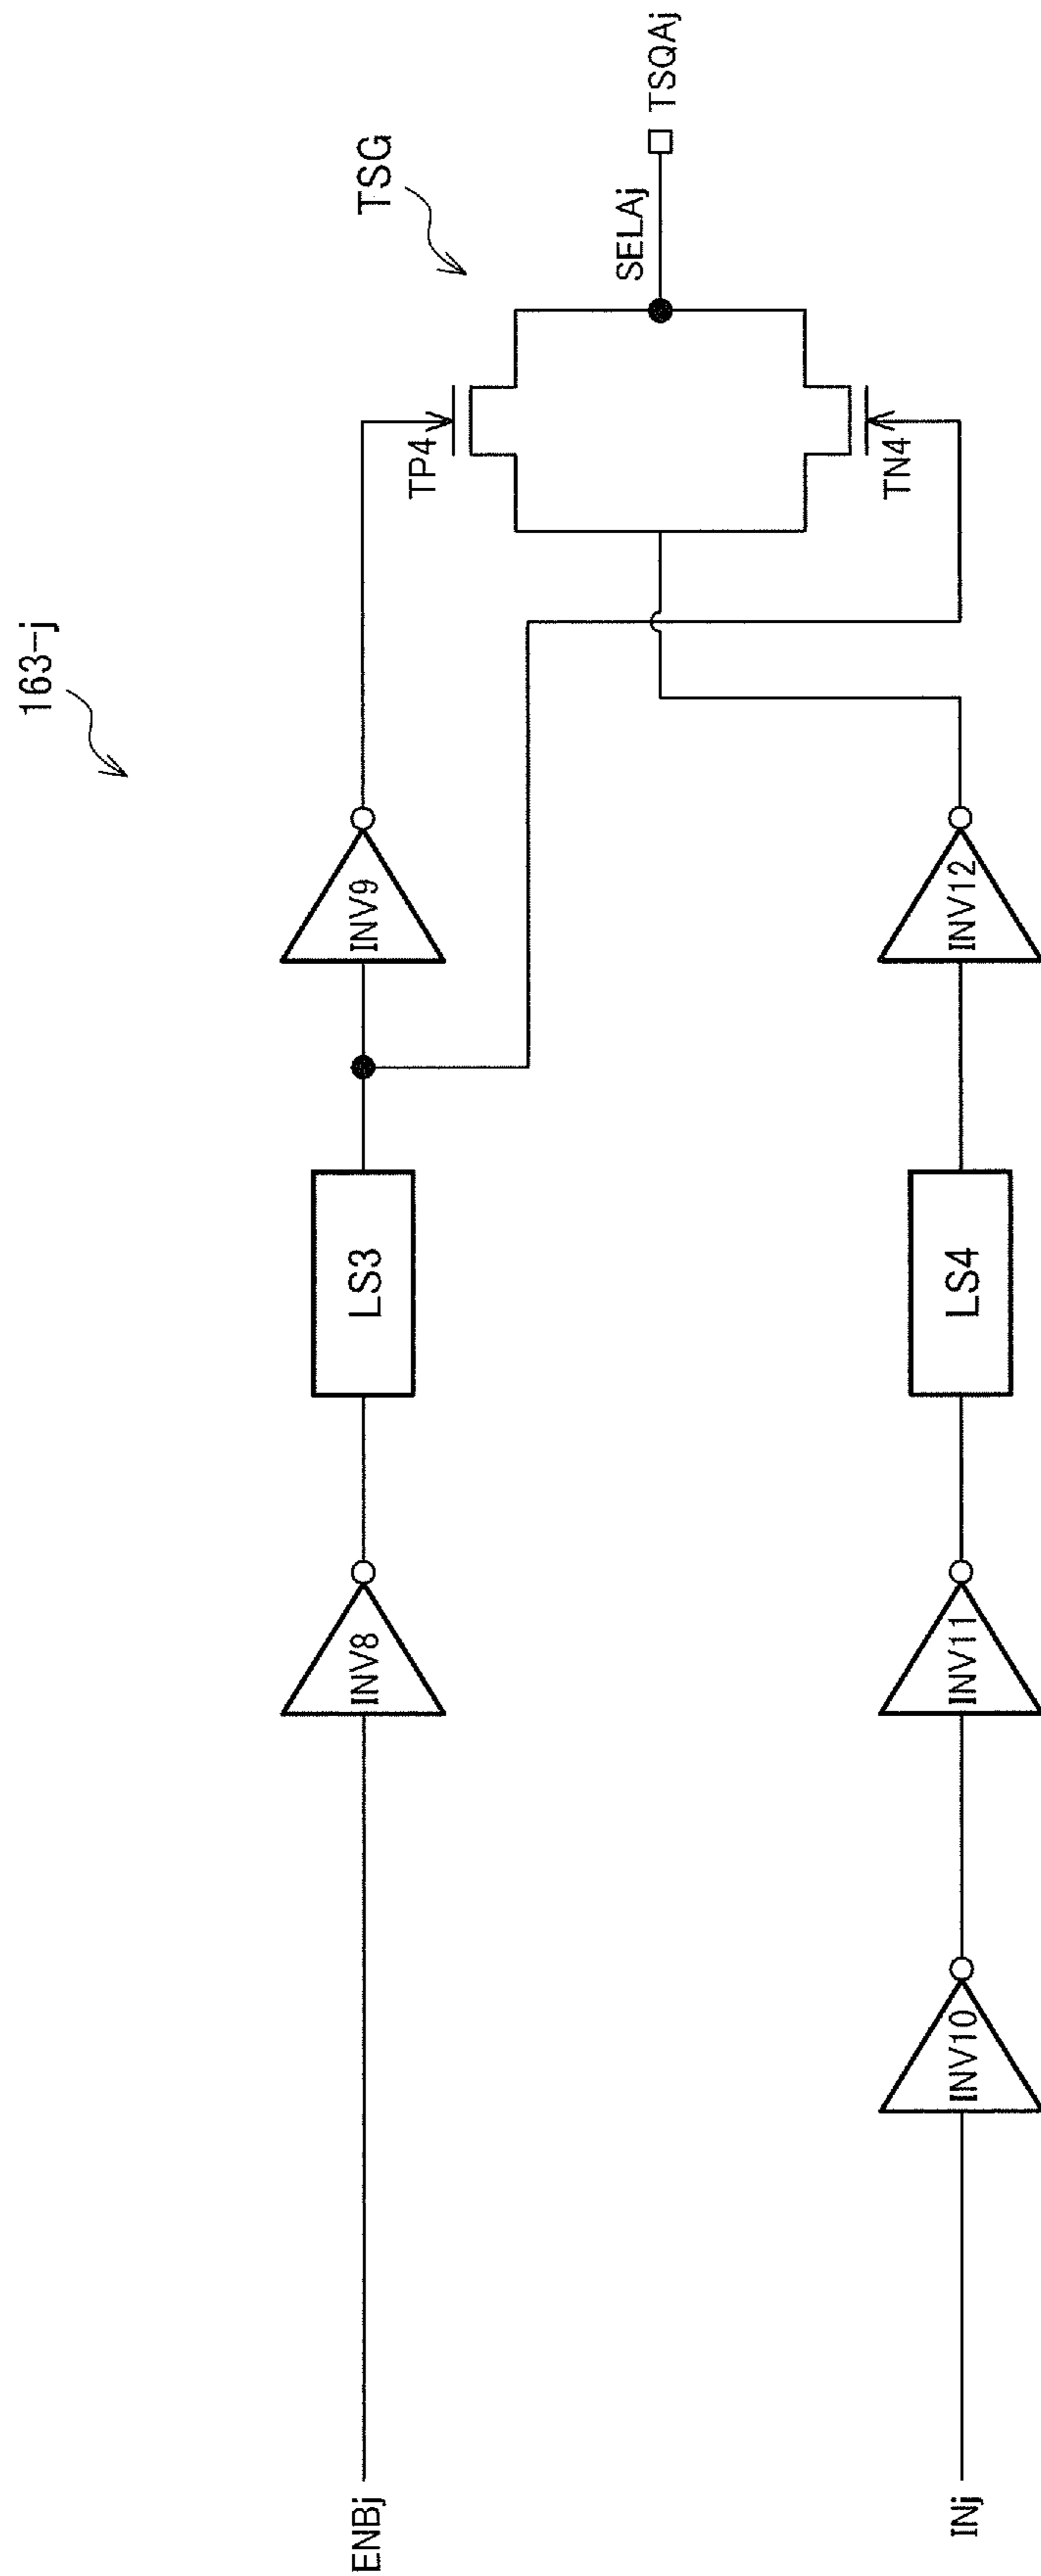 163-j
ENBj
INV8
LS3
INV9
TP4
TSG
SELAj
TSQAj
TN4
INj
INV10
INV11
LS4
INV12